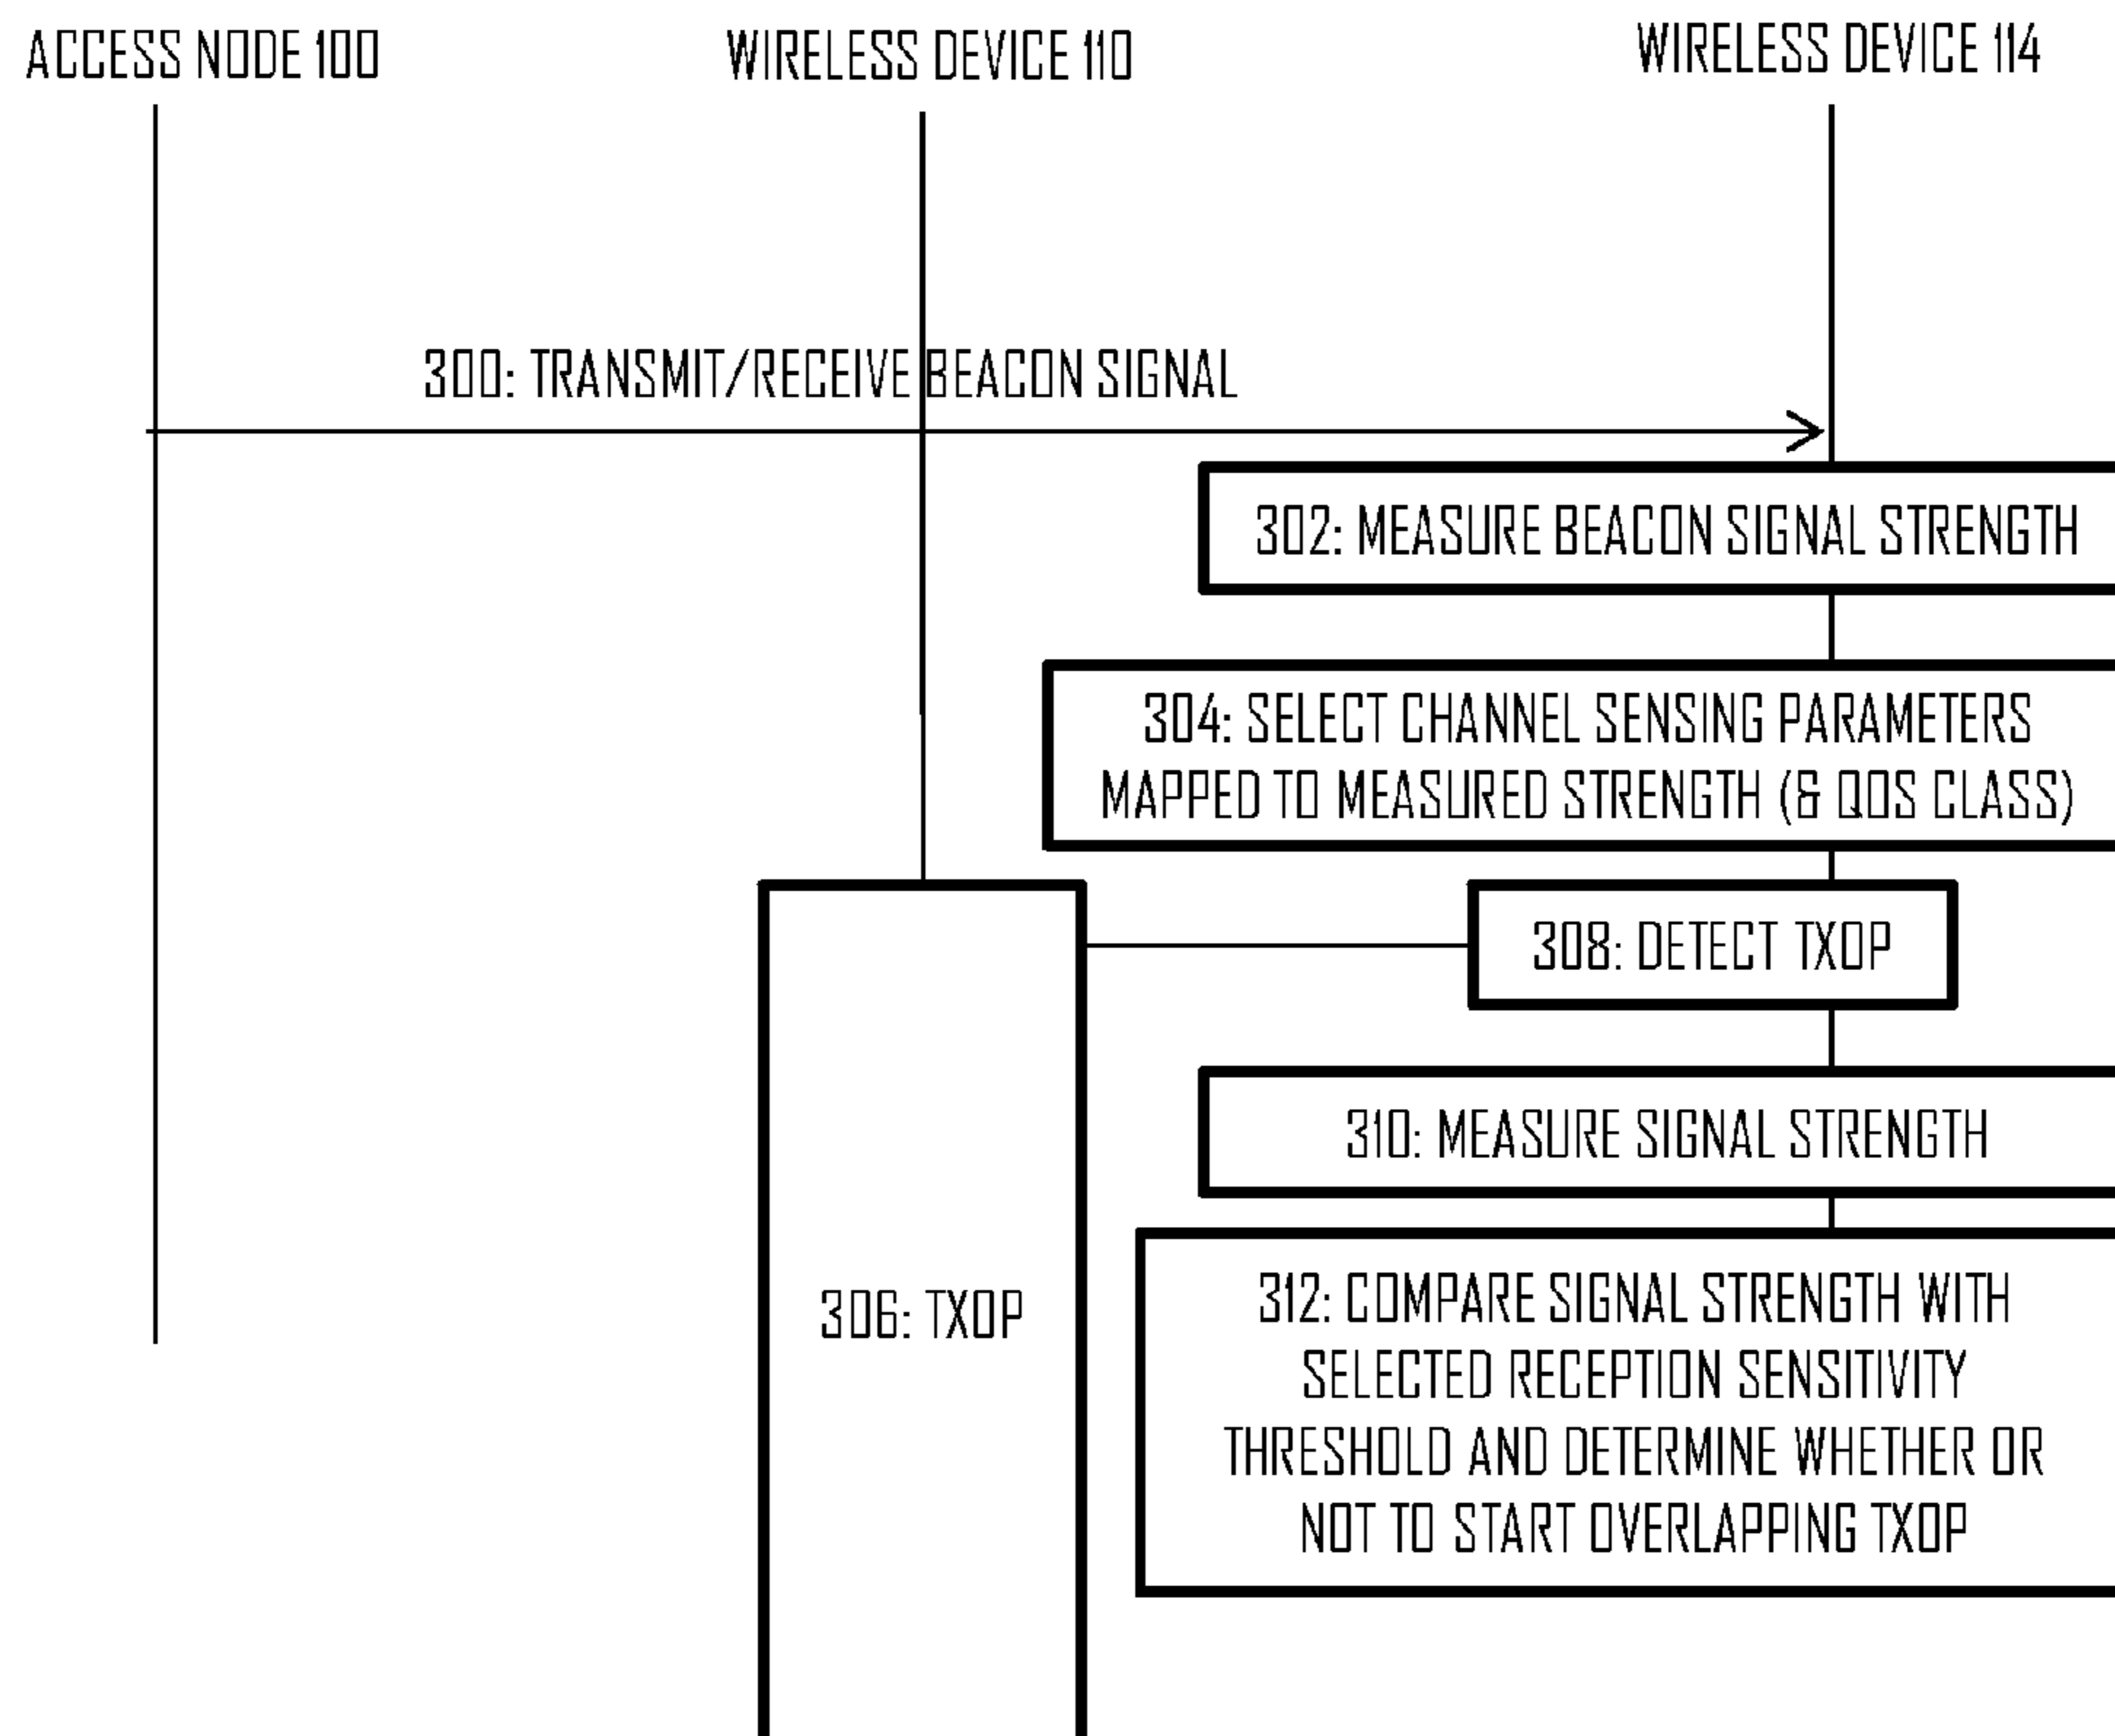 ACCESS NODE 100
WIRELESS DEVICE 110
WIRELESS DEVICE 114
300: TRANSMIT/RECEIVE BEACON SIGNAL
302: MEASURE BEACON SIGNAL STRENGTH
304: SELECT CHANNEL SENSING PARAMETERS
MAPPED TO MEASURED STRENGTH (& QOS CLASS)
308: DETECT TXOP
310: MEASURE SIGNAL STRENGTH
306: TXOP
312: COMPARE SIGNAL STRENGTH WITH
SELECTED RECEPTION SENSITIVITY
THRESHOLD AND DETERMINE WHETHER OR
NOT TO START OVERLAPPING TXOP